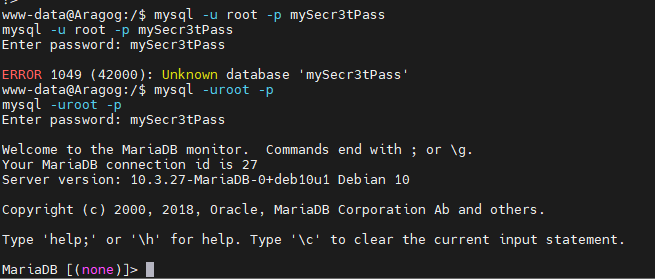 www-data@Aragog:/$ mysql -u root -p mySecr3tPass
mysql -u root -p mySecr3tPass
Enter password: mySecr3tPass
ERROR 1049 (42000): Unknown database 'mySecr3tPass'
www-data@Aragog:/$ mysql -uroot -p
mysql -uroot -p
Enter password: mySecr3tPass
Welcome to the MariaDB monitor.  Commands end with ; or \g.
Your MariaDB connection id is 27
Server version: 10.3.27-MariaDB-0+deb10u1 Debian 10
Copyright (c) 2000, 2018, Oracle, MariaDB Corporation Ab and others.
Type 'help;' or '\h' for help. Type '\c' to clear the current input statement.
MariaDB [(none)]>